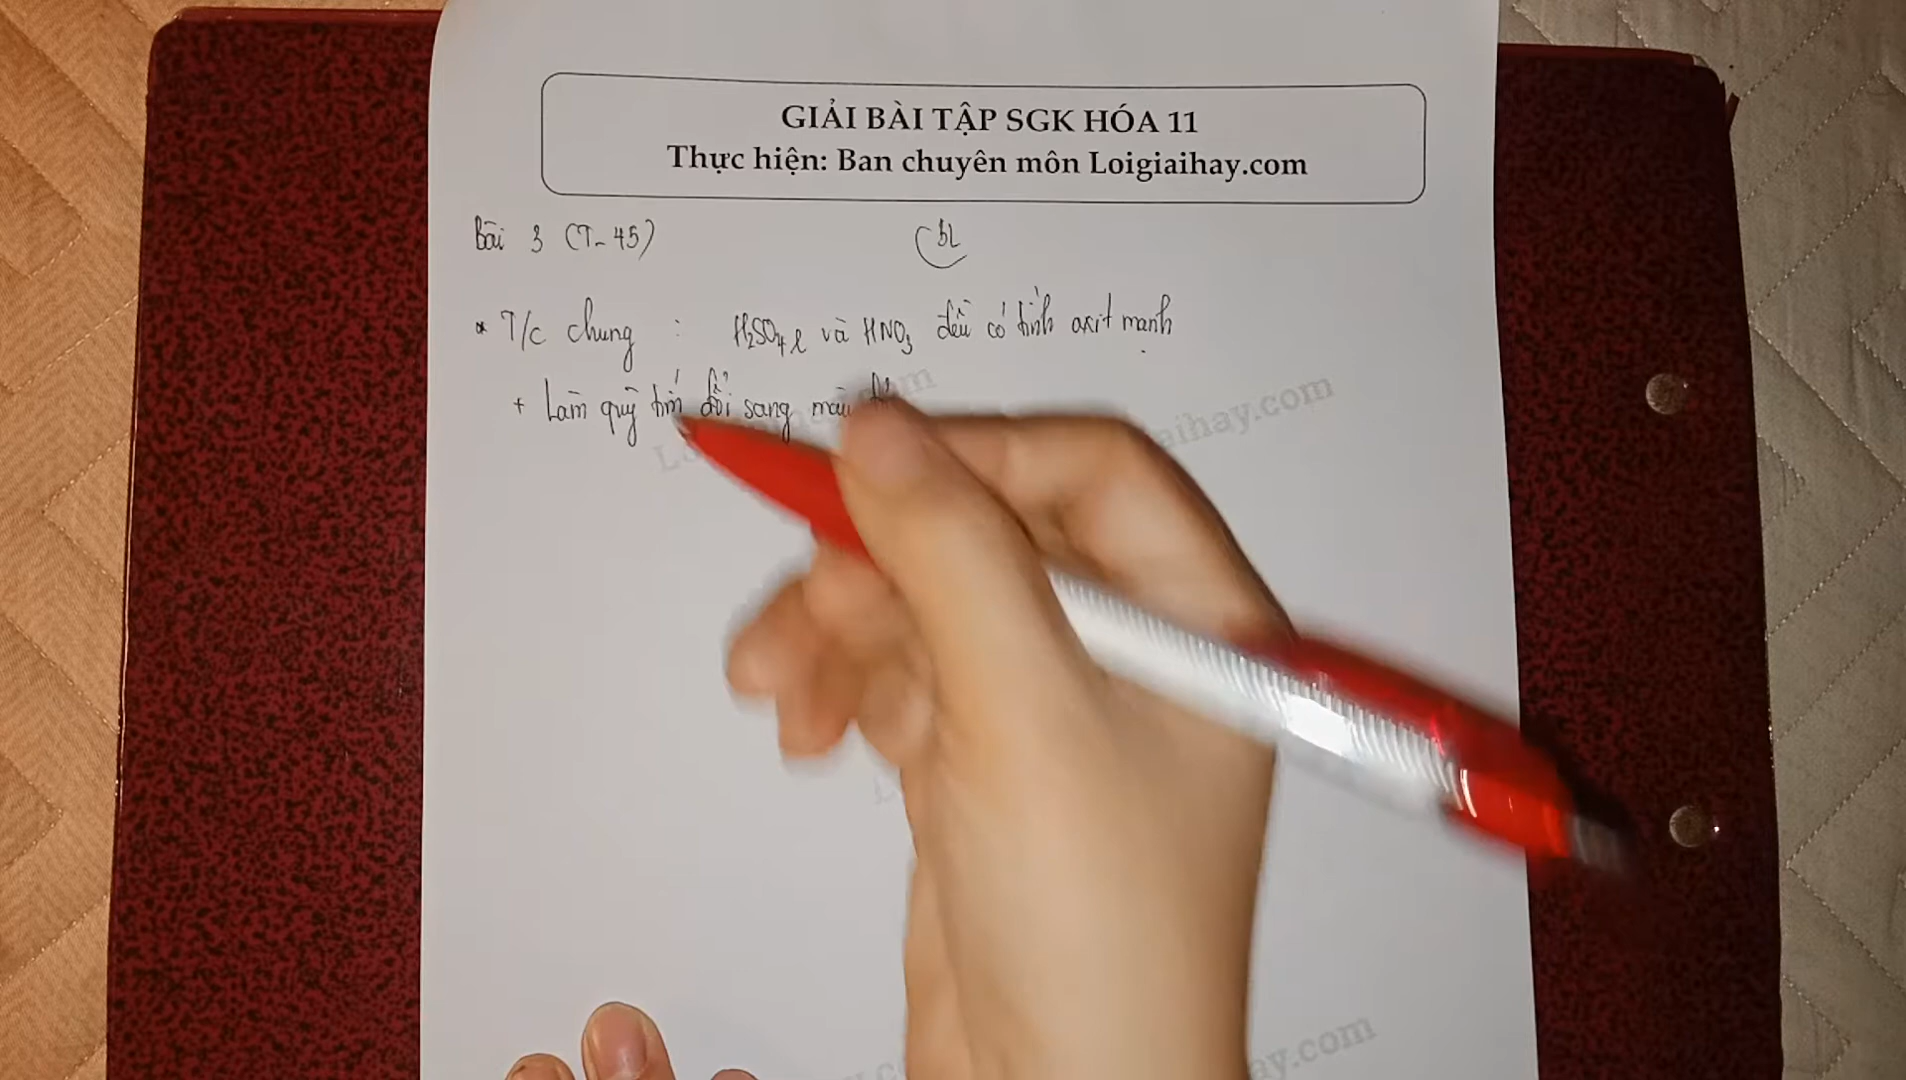 GIẢI BÀI TẬP SGK HÓA 11
Thực hiện: Ban chuyên môn Loigiaihay.com
Bài 3 (T-45)
BL
* T/c chung : H₂SO₄ l và HNO₃ đều có tính axit mạnh
+ Làm quỳ tím đổi sang màu